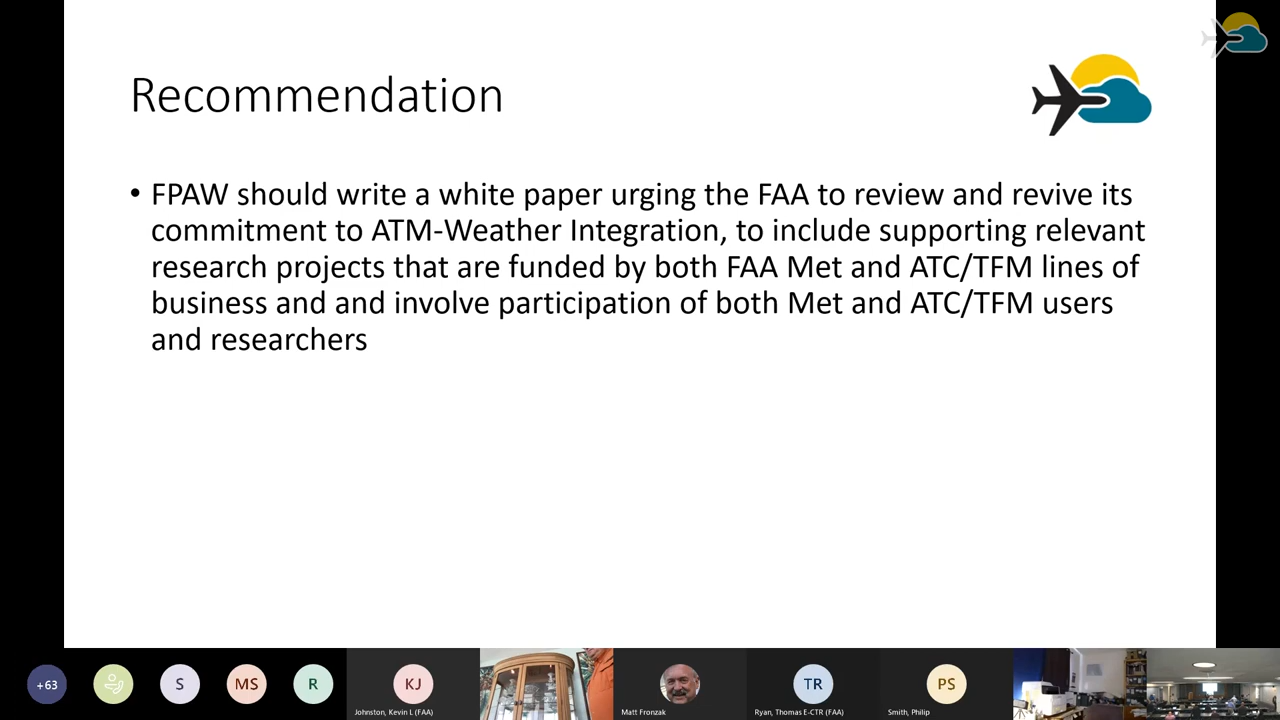 Recommendation
• FPAW should write a white paper urging the FAA to review and revive its
commitment to ATM-Weather Integration, to include supporting relevant
research projects that are funded by both FAA Met and ATC/TFM lines of
business and and involve participation of both Met and ATC/TFM users
and researchers
+63
S
MS
R
KJ
TR
PS
Johnston, Kevin L (FAA)
Matt Fronzak
Ryan, Thomas E-CTR (FAA)
Smith, Philip